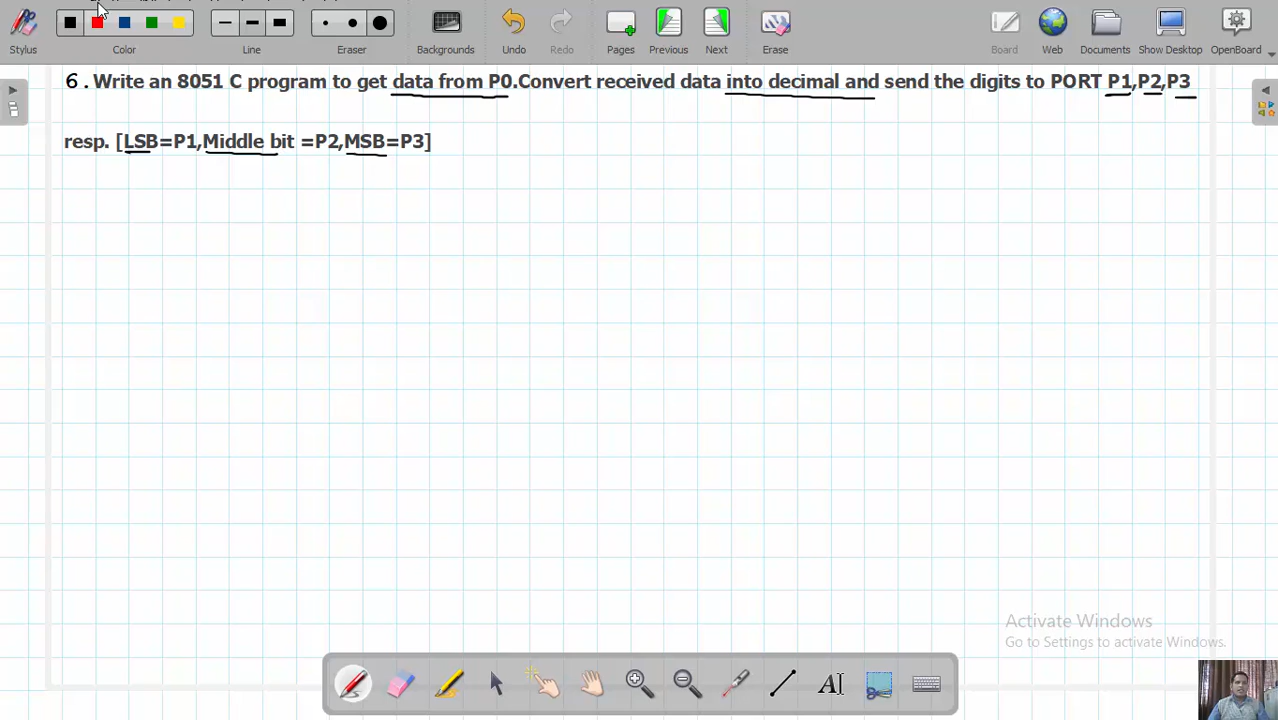 Stylus Color Line Eraser Backgrounds Undo Redo Pages Previous Next Erase Board Web Documents Show Desktop OpenBoard
6.Write an 8051 C program to get data from P0.Convert received data into decimal and send the digits to PORT P1,P2,P3
resp. [LSB=P1,Middle bit =P2,MSB=P3]
Activate Windows
Go to Settings to activate Windows.